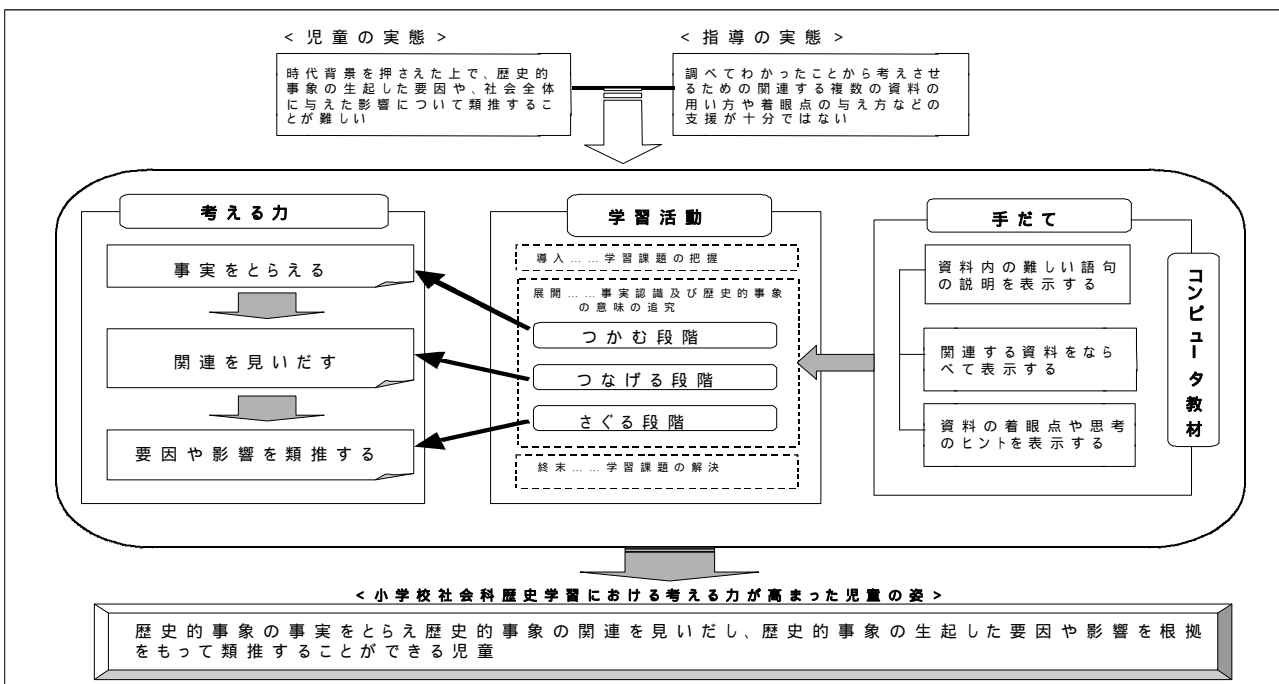 <児童の実態>
時代背景を押さえた上で、歴史的
事象の生起した要因や、社会全体
に与えた影響について類推するこ
とが難しい
<指導の実態>
調べてわかったことから考えさせ
るための関連する複数の資料の
用い方や着眼点の与え方などの
支援が十分ではない
考える力
事実をとらえる
関連を見いだす
要因や影響を類推する
学習活動
導入……学習課題の把握
展開……事実認識及び歴史的事象
の意味の追究
つかむ段階
つなげる段階
さぐる段階
終末……学習課題の解決
手だて
資料内の難しい語句
の説明を表示する
関連する資料をなら
べて表示する
資料の着眼点や思考
のヒントを表示する
コンピュータ教材
<小学校社会科歴史学習における考える力が高まった児童の姿>
歴史的事象の事実をとらえ歴史的事象の関連を見いだし、歴史的事象の生起した要因や影響を根拠
をもって類推することができる児童